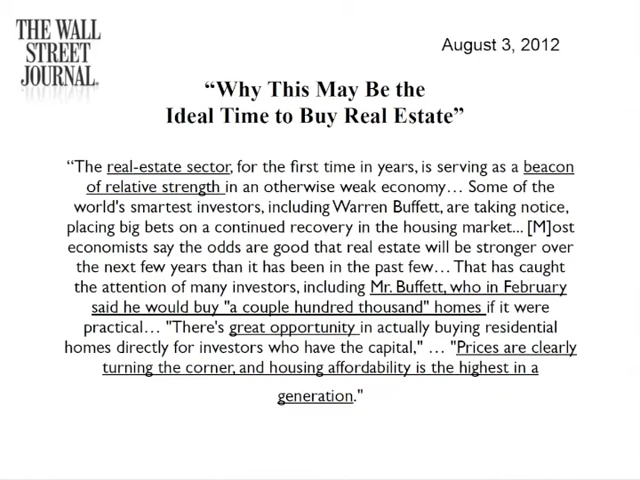 THE WALL
STREET
JOURNAL.
August 3, 2012
“Why This May Be the
Ideal Time to Buy Real Estate”
“The real-estate sector, for the first time in years, is serving as a beacon
of relative strength in an otherwise weak economy… Some of the
world's smartest investors, including Warren Buffett, are taking notice,
placing big bets on a continued recovery in the housing market... [M]ost
economists say the odds are good that real estate will be stronger over
the next few years than it has been in the past few… That has caught
the attention of many investors, including Mr. Buffett, who in February
said he would buy "a couple hundred thousand" homes if it were
practical… "There's great opportunity in actually buying residential
homes directly for investors who have the capital," … "Prices are clearly
turning the corner, and housing affordability is the highest in a
generation."